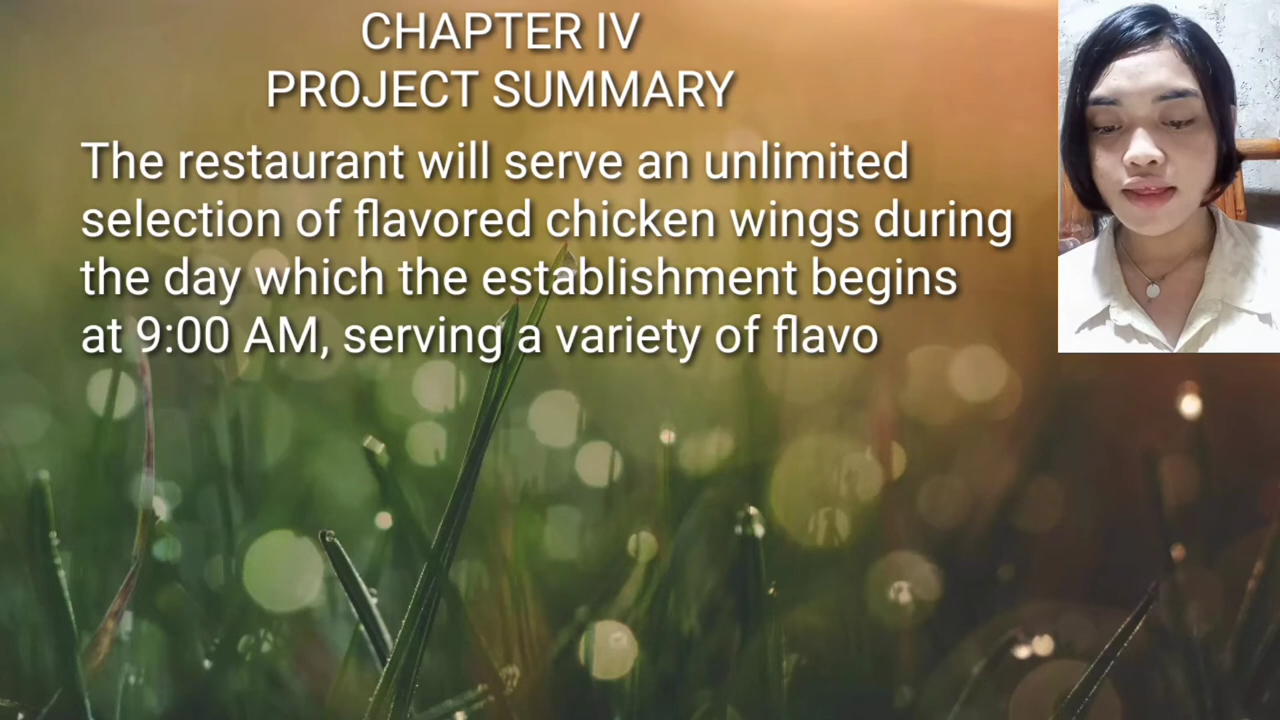 CHAPTER IV
PROJECT SUMMARY
The restaurant will serve an unlimited
selection of flavored chicken wings during
the day which the establishment begins
at 9:00 AM, serving a variety of flavo